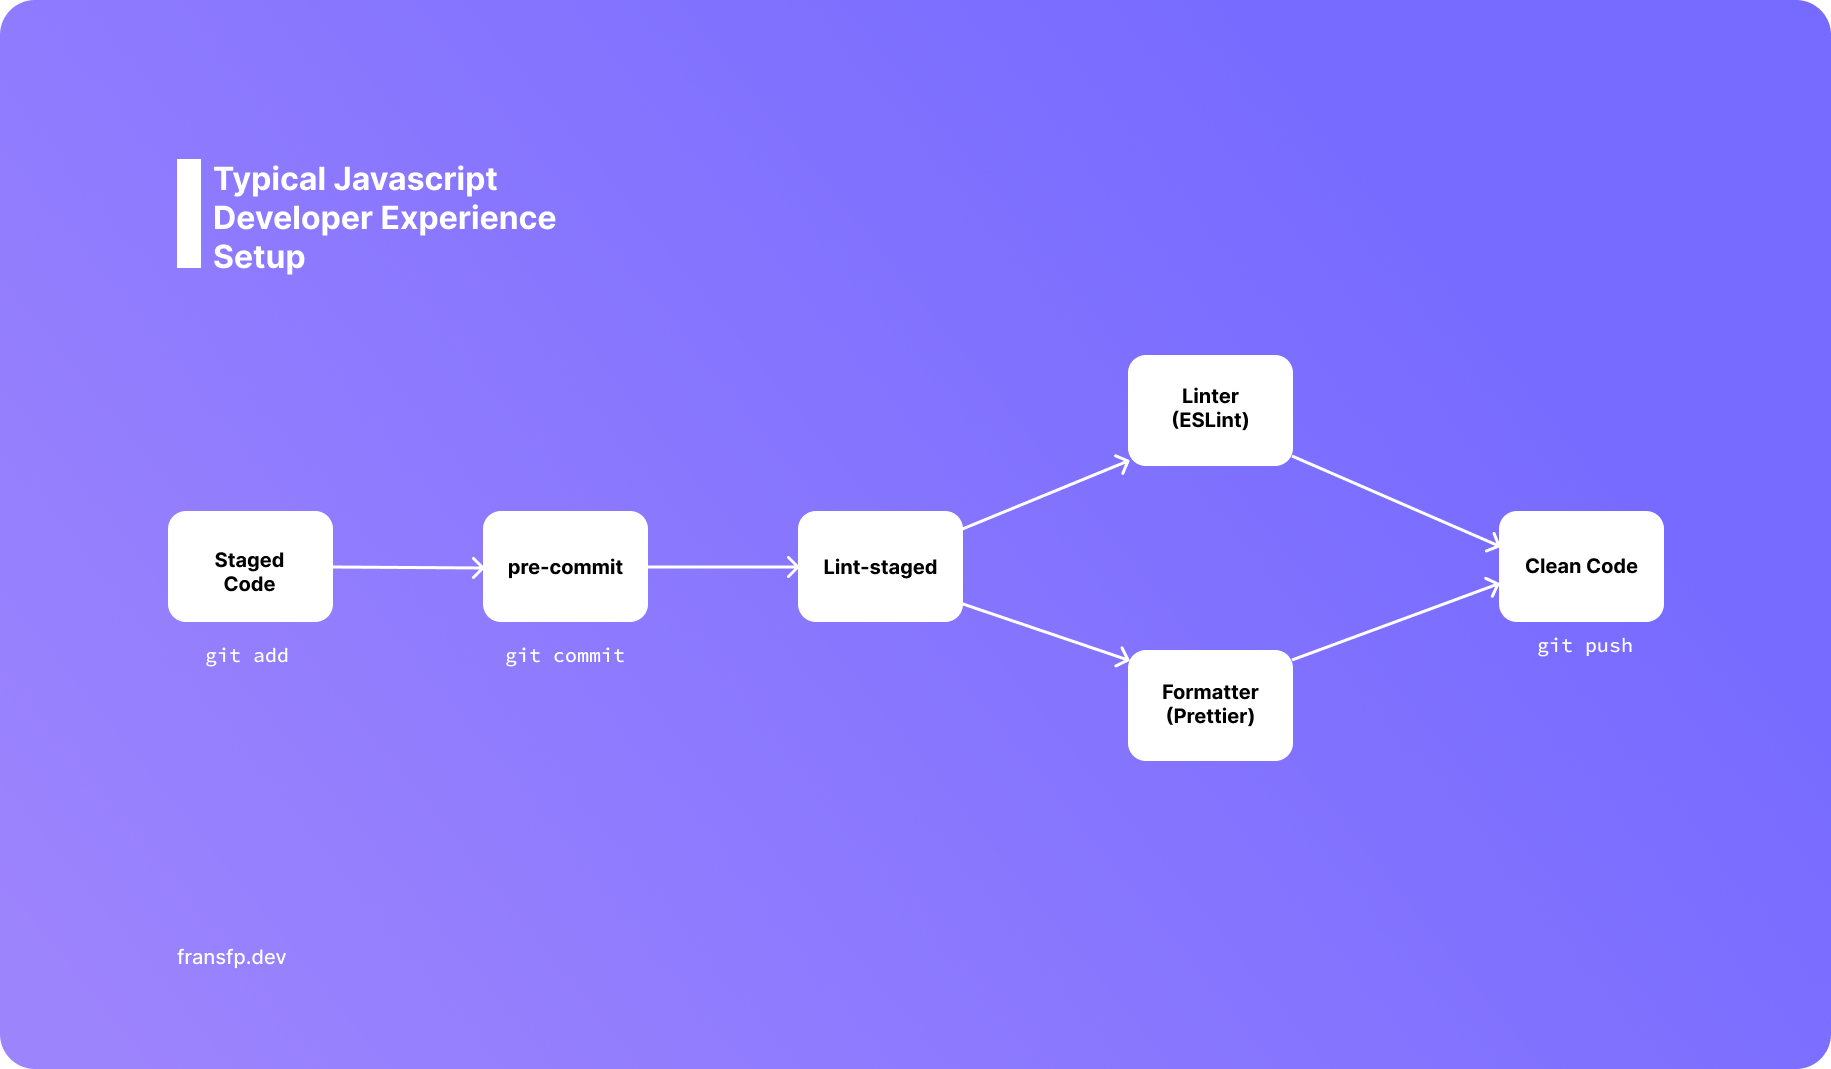 Typical Javascript
Developer Experience
Setup
Linter
(ESLint)
Staged
Code
pre-commit
Lint-staged
Clean Code
git add
git commit
git push
Formatter
(Prettier)
fransfp.dev